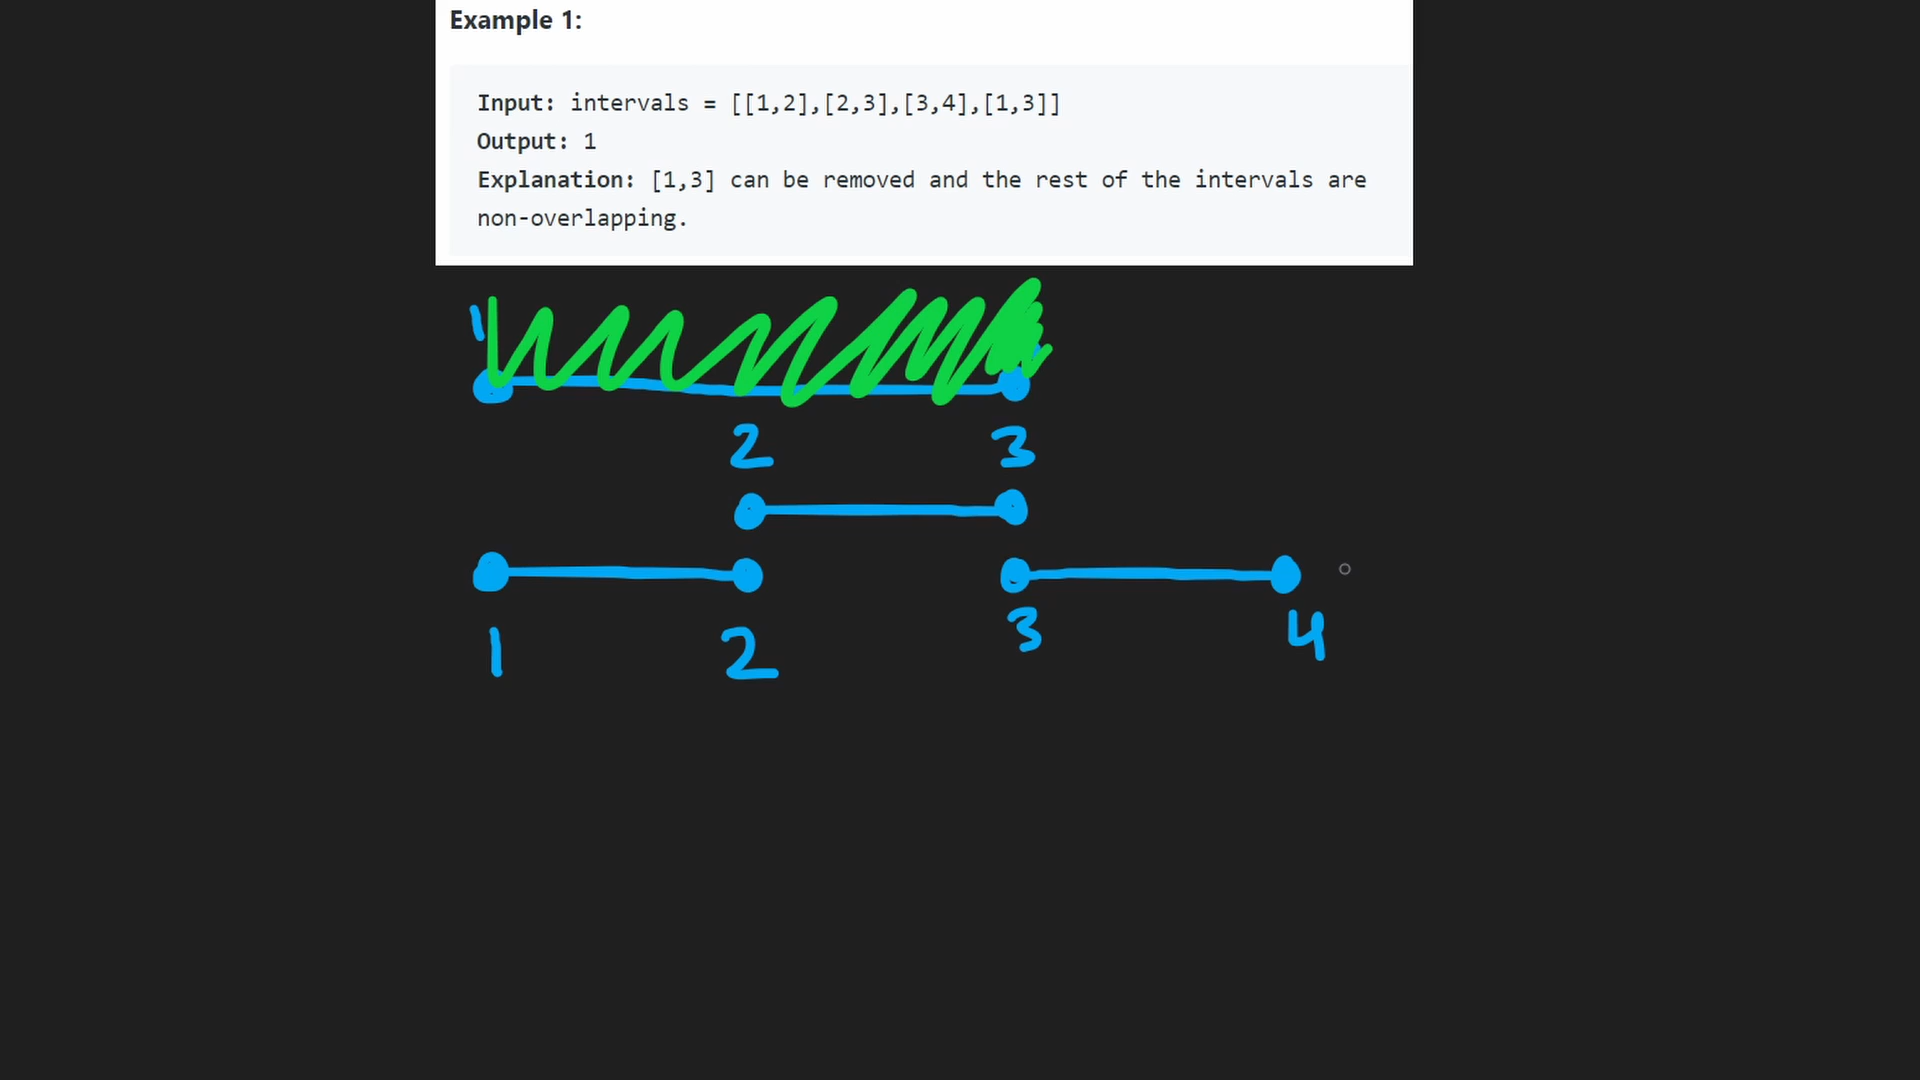 Example 1:
Input: intervals = [[1,2],[2,3],[3,4],[1,3]]
Output: 1
Explanation: [1,3] can be removed and the rest of the intervals are
non-overlapping.
1
2 3
1 2 3 4